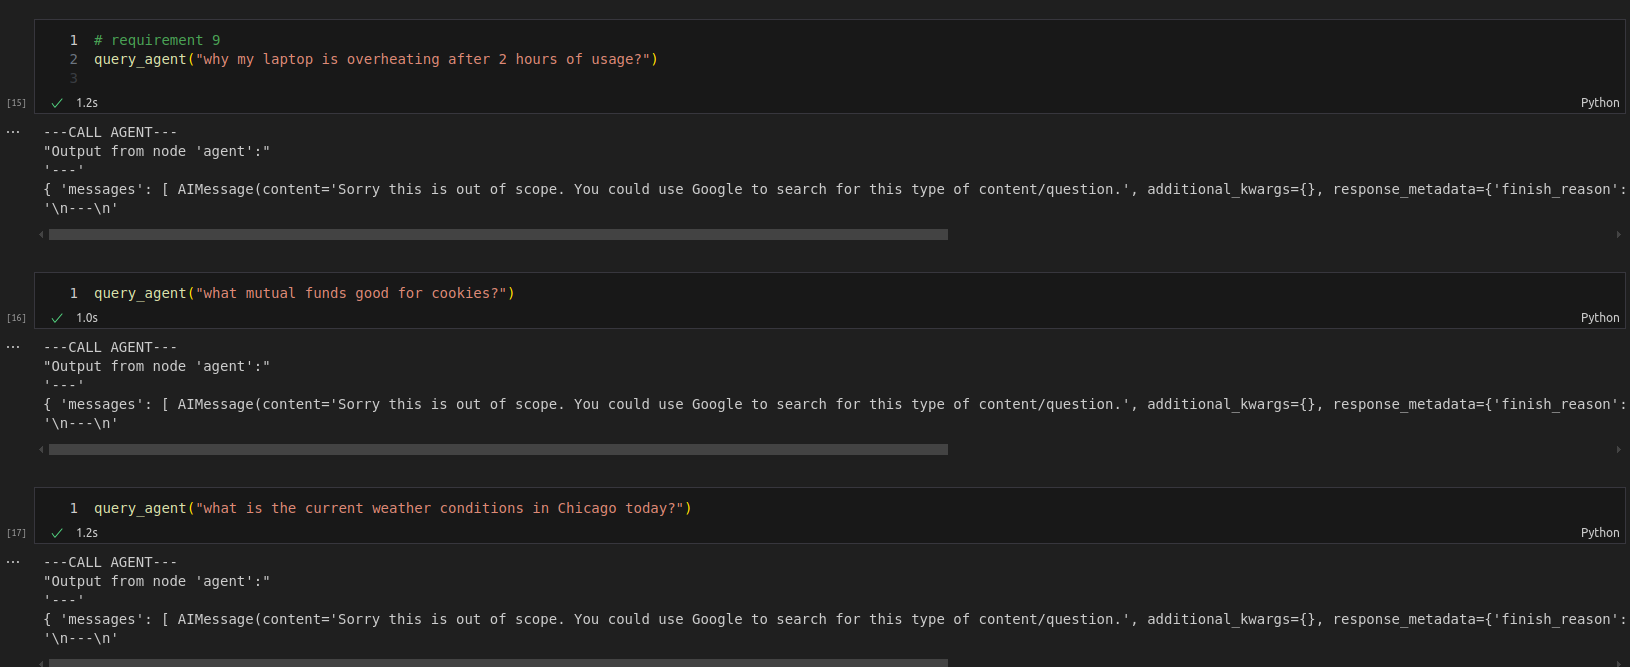 1 # requirement 9
2 query_agent("why my laptop is overheating after 2 hours of usage?")
3
[15] ✓ 1.2s Python
... ---CALL AGENT---
"Output from node 'agent':"
'---'
{ 'messages': [ AIMessage(content='Sorry this is out of scope. You could use Google to search for this type of content/question.', additional_kwargs={}, response_metadata={'finish_reason':
'\n---\n'
1 query_agent("what mutual funds good for cookies?")
[16] ✓ 1.0s Python
... ---CALL AGENT---
"Output from node 'agent':"
'---'
{ 'messages': [ AIMessage(content='Sorry this is out of scope. You could use Google to search for this type of content/question.', additional_kwargs={}, response_metadata={'finish_reason':
'\n---\n'
1 query_agent("what is the current weather conditions in Chicago today?")
[17] ✓ 1.2s Python
... ---CALL AGENT---
"Output from node 'agent':"
'---'
{ 'messages': [ AIMessage(content='Sorry this is out of scope. You could use Google to search for this type of content/question.', additional_kwargs={}, response_metadata={'finish_reason':
'\n---\n'